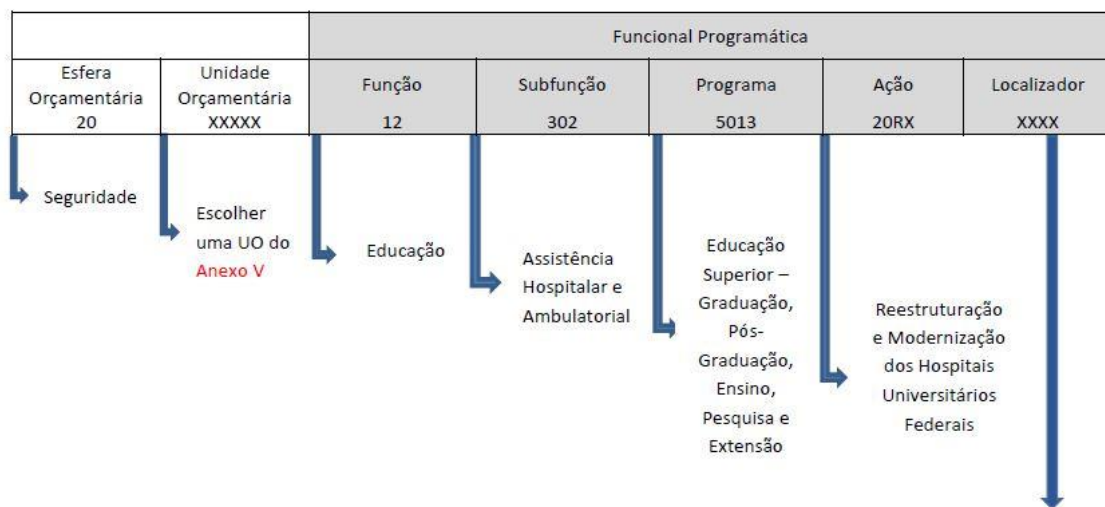 Funcional Programática
Esfera
Orçamentária
20
Unidade
Orçamentária
XXXXX
Função
12
Subfunção
302
Programa
5013
Ação
20RX
Localizador
XXXX
Seguridade
Escolher
uma UO do
Anexo V
Educação
Assistência
Hospitalar e
Ambulatorial
Educação
Superior –
Graduação,
Pós-
Graduação,
Ensino,
Pesquisa e
Extensão
Reestruturação
e Modernização
dos Hospitais
Universitários
Federais